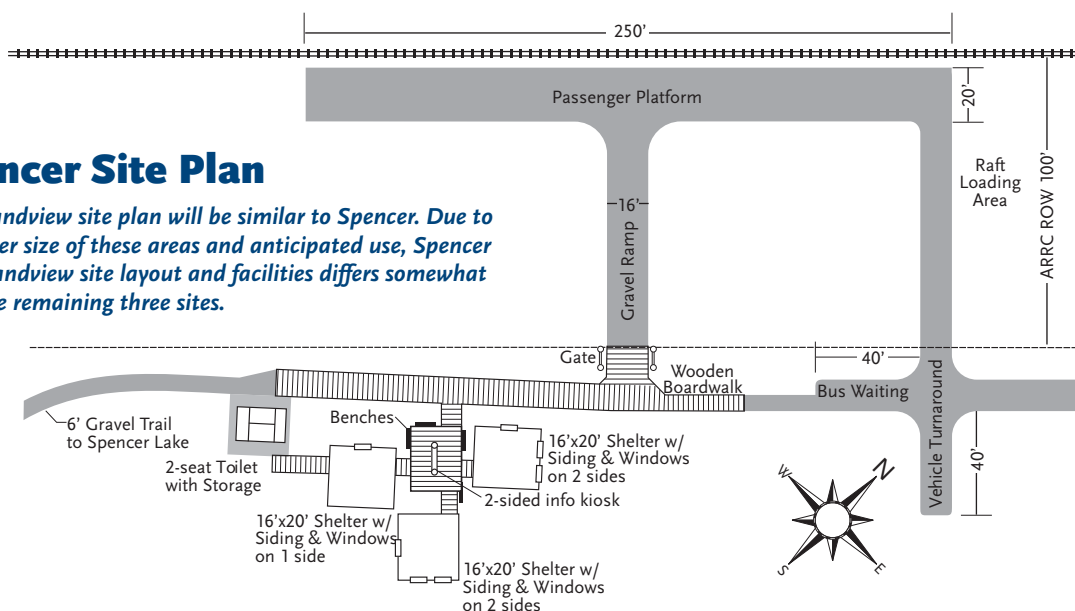 250'
Passenger Platform
20'
ncer Site Plan
andview site plan will be similar to Spencer. Due to
er size of these areas and anticipated use, Spencer
andview site layout and facilities differs somewhat
e remaining three sites.
Raft
Loading
Area
ARRC ROW 100'
16'
Gravel Ramp
Gate
Wooden
Boardwalk
40'
Bus Waiting
Vehicle Turnaround
40'
6' Gravel Trail
to Spencer Lake
Benches
2-seat Toilet
with Storage
16'x20' Shelter w/
Siding & Windows
on 2 sides
2-sided info kiosk
16'x20' Shelter w/
Siding & Windows
on 1 side
16'x20' Shelter w/
Siding & Windows
on 2 sides
W
N
S
E